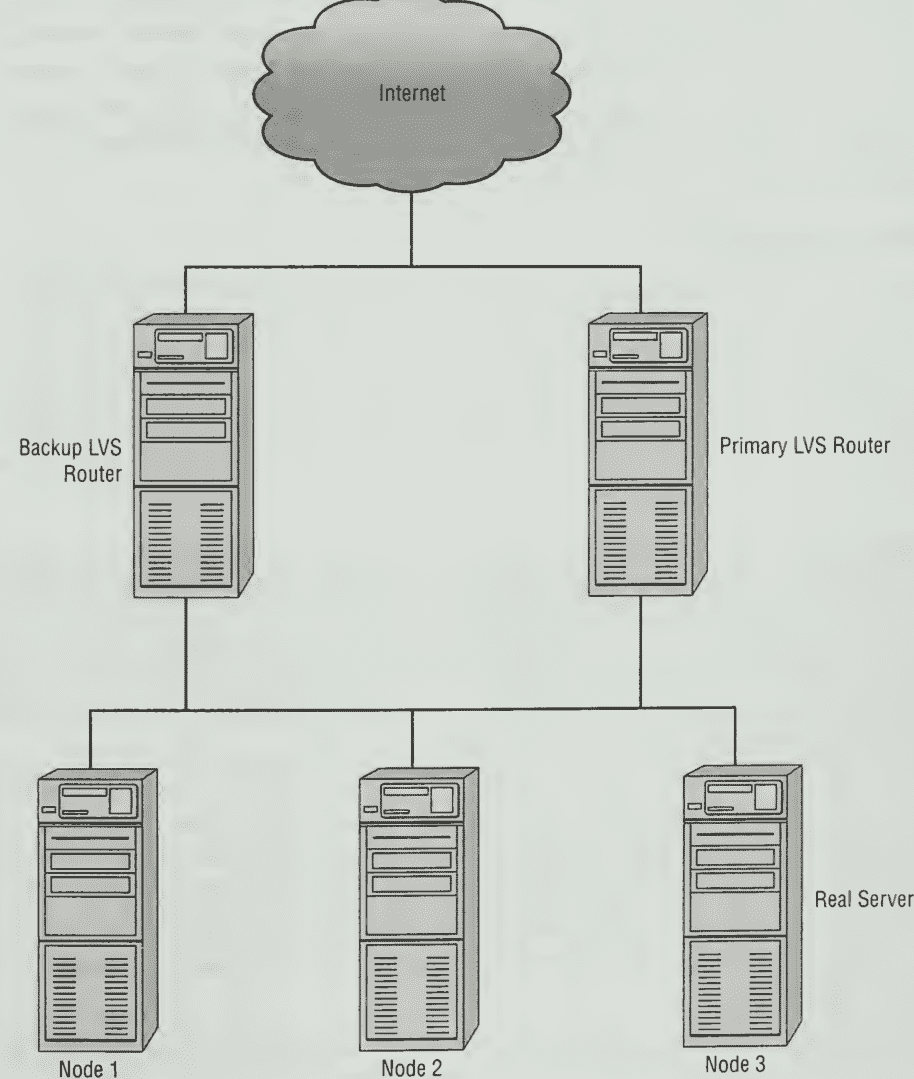 Internet
Backup LVS
Router
Primary LVS Router
Real Server
Node 1
Node 2
Node 3